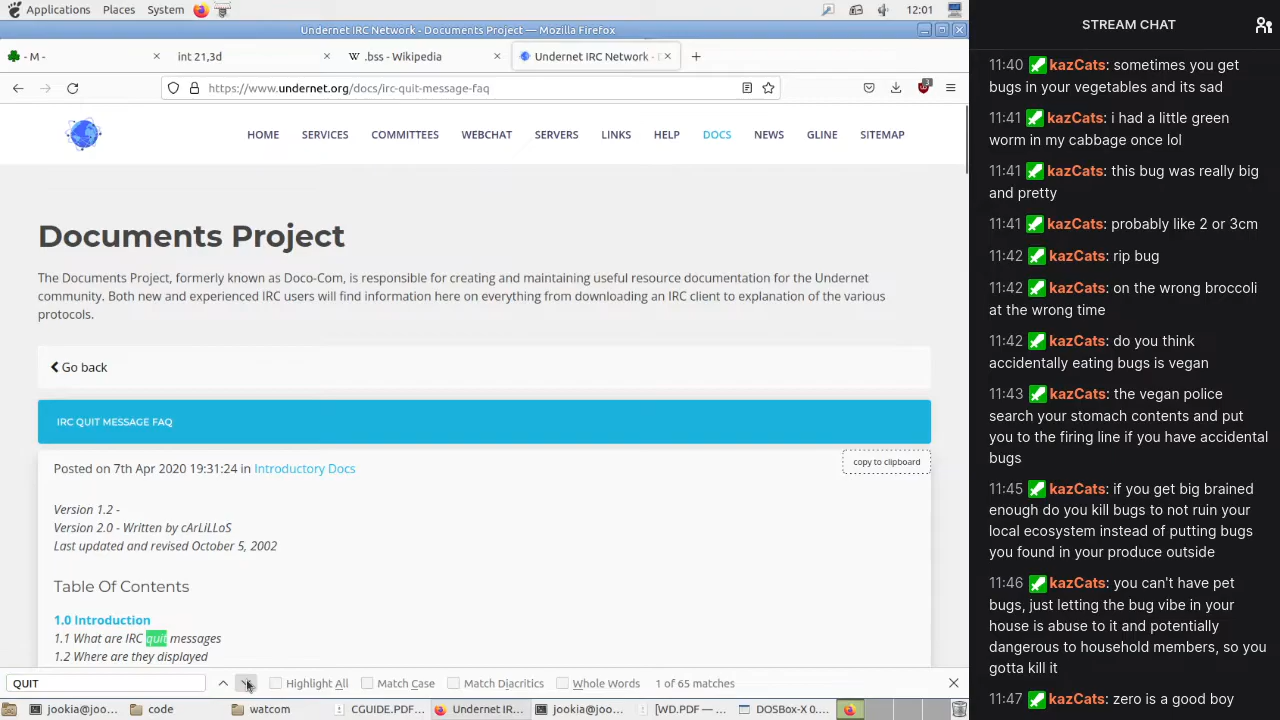 Applications Places System 12:01
Undernet IRC Network - Documents Project — Mozilla Firefox
- M - × int 21,3d × W .bss - Wikipedia × Undernet IRC Network - × +
https://www.undernet.org/docs/irc-quit-message-faq 3
HOME SERVICES COMMITTEES WEBCHAT SERVERS LINKS HELP DOCS NEWS GLINE SITEMAP
Documents Project
The Documents Project, formerly known as Doco-Com, is responsible for creating and maintaining useful resource documentation for the Undernet
community. Both new and experienced IRC users will find information here on everything from downloading an IRC client to explanation of the various
protocols.
Go back
IRC QUIT MESSAGE FAQ
copy to clipboard
Posted on 7th Apr 2020 19:31:24 in Introductory Docs
Version 1.2 -
Version 2.0 - Written by cArLiLLoS
Last updated and revised October 5, 2002
Table Of Contents
1.0 Introduction
1.1 What are IRC quit messages
1.2 Where are they displayed
QUIT Highlight All Match Case Match Diacritics Whole Words 1 of 65 matches
jookia@joo... code watcom CGUIDE.PDF... Undernet IR... jookia@joo... [WD.PDF — ... DOSBox-X 0....
STREAM CHAT
11:40 kazCats: sometimes you get
bugs in your vegetables and its sad
11:41 kazCats: i had a little green
worm in my cabbage once lol
11:41 kazCats: this bug was really big
and pretty
11:41 kazCats: probably like 2 or 3cm
11:42 kazCats: rip bug
11:42 kazCats: on the wrong broccoli
at the wrong time
11:42 kazCats: do you think
accidentally eating bugs is vegan
11:43 kazCats: the vegan police
search your stomach contents and put
you to the firing line if you have accidental
bugs
11:45 kazCats: if you get big brained
enough do you kill bugs to not ruin your
local ecosystem instead of putting bugs
you found in your produce outside
11:46 kazCats: you can't have pet
bugs, just letting the bug vibe in your
house is abuse to it and potentially
dangerous to household members, so you
gotta kill it
11:47 kazCats: zero is a good boy